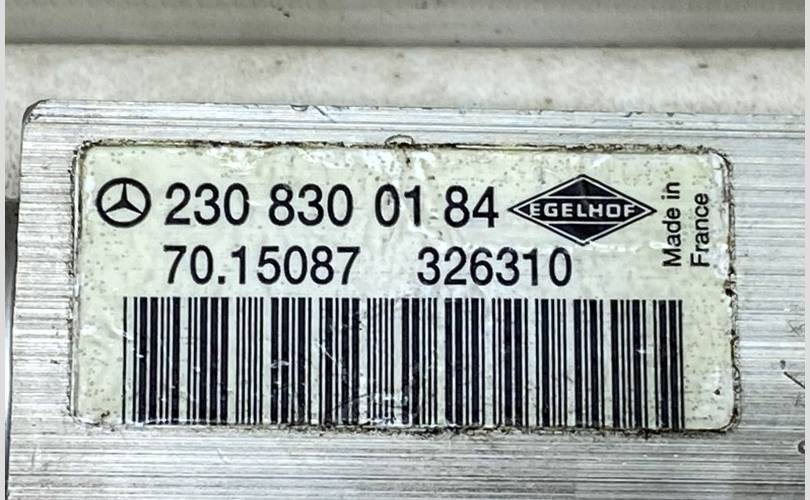 230 830 01 84 EGELHOF
70.15087 326310
Made in
France